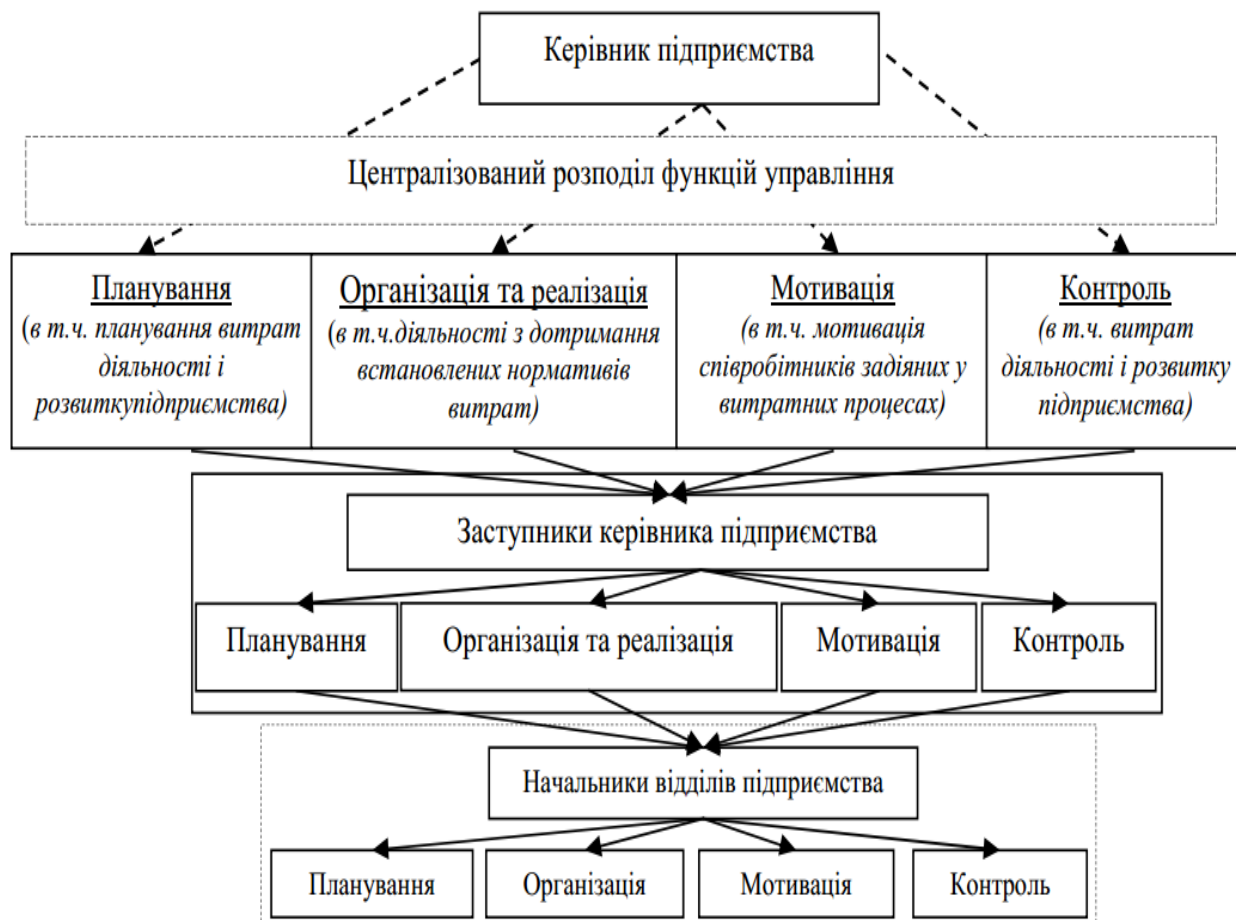 Керівник підприємства
Централізований розподіл функцій управління
Планування
(в т.ч. планування витрат
діяльності і
розвиткупідприємства)
Організація та реалізація
(в т.ч.діяльності з дотримання
встановлених нормативів
витрат)
Мотивація
(в т.ч. мотивація
співробітників задіяних у
витратних процесах)
Контроль
(в т.ч. витрат
діяльності і розвитку
підприємства)
Заступники керівника підприємства
Планування
Організація та реалізація
Мотивація
Контроль
Начальники відділів підприємства
Планування
Організація
Мотивація
Контроль